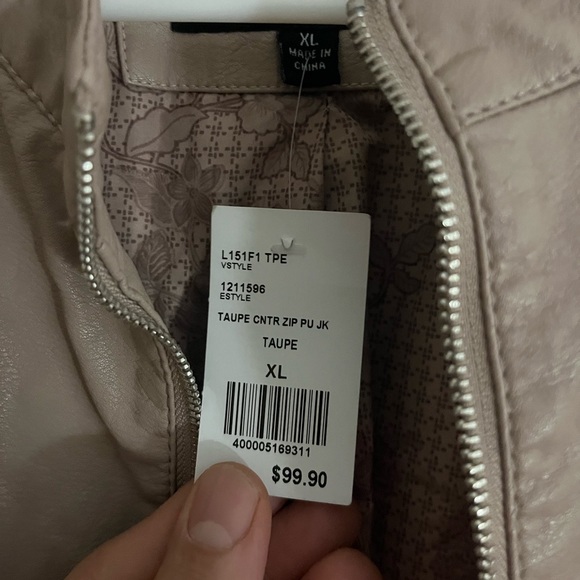 XL
MADE IN
CHINA
L151F1 TPE
VSTYLE
1211596
ESTYLE
TAUPE CNTR ZIP PU JK
TAUPE
XL
400005169311
$99.90